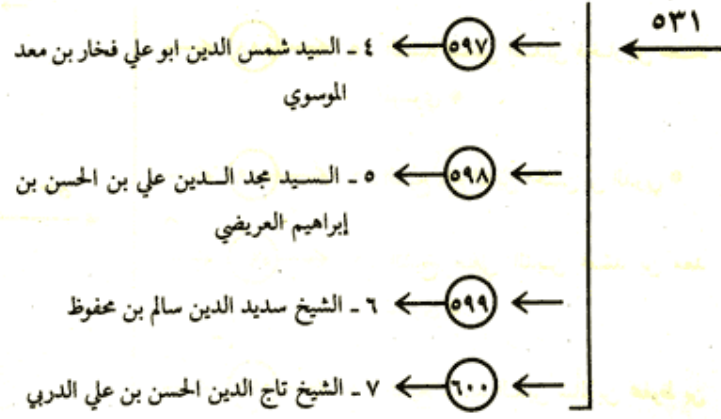 ٥٣١
٥٩٧ ٤ ـ السيد شمس الدين ابو علي فخار بن معد
الموسوي
٥٩٨ ٥ ـ الـسـيد مجد الـــدين علي بن الحسن بن
إبراهيم العريضي
٥٩٩ ٦ ـ الشيخ سديد الدين سالم بن محفوظ
٦٠٠ ٧ ـ الشيخ تاج الدين الحسن بن علي الدربي